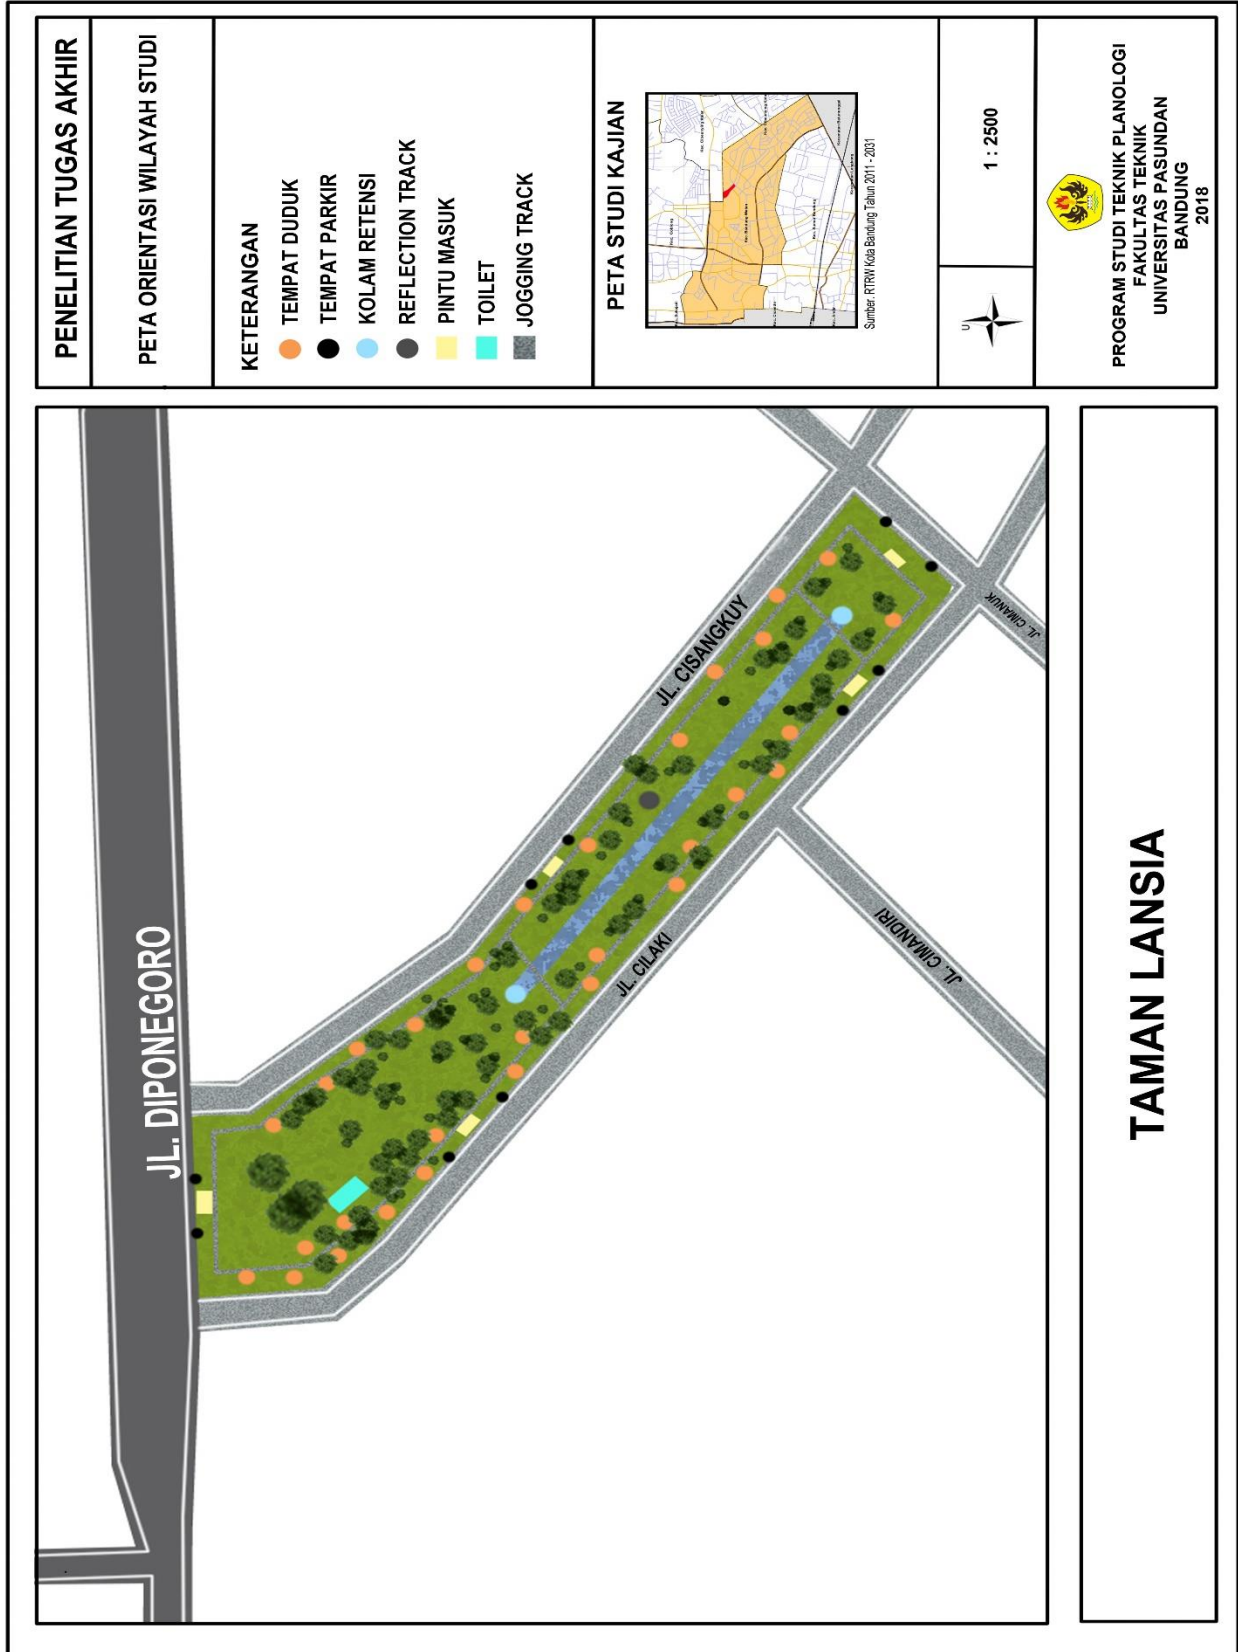 PENELITIAN TUGAS AKHIR
PETA ORIENTASI WILAYAH STUDI
KETERANGAN
TEMPAT DUDUK
TEMPAT PARKIR
KOLAM RETENSI
REFLECTION TRACK
PINTU MASUK
TOILET
JOGGING TRACK
PETA STUDI KAJIAN
Sumber: RTRW Kota Bandung Tahun 2011 - 2031
U
1 : 2500
PROGRAM STUDI TEKNIK PLANOLOGI
FAKULTAS TEKNIK
UNIVERSITAS PASUNDAN
BANDUNG
2018
JL. DIPONEGORO
JL. CISANGKUY
JL. CILAKI
JL. CIMANDIRI
JL. CIMANUK
TAMAN LANSIA